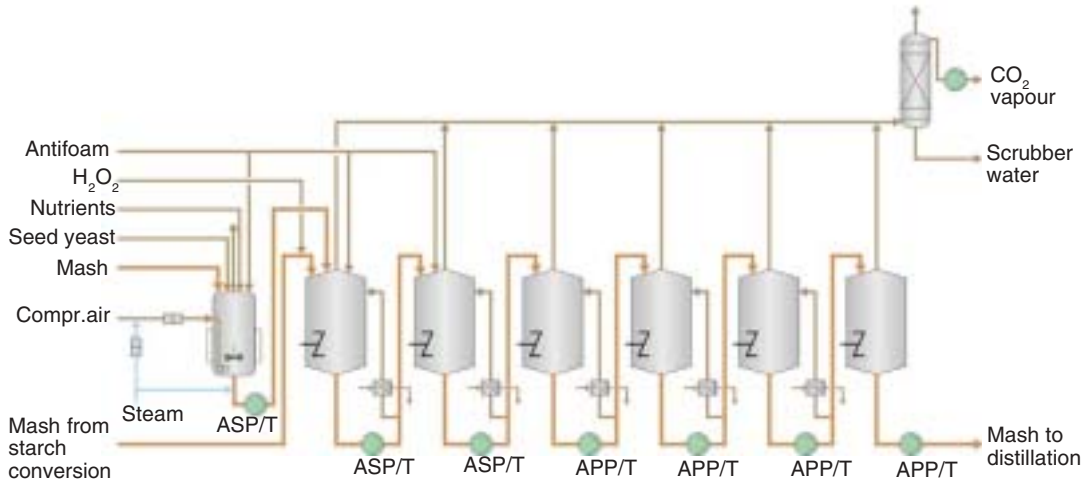 CO₂
vapour
Antifoam
H₂O₂
Scrubber
water
Nutrients
Seed yeast
Mash
Compr.air
Steam
ASP/T
Mash from
starch
conversion
ASP/T
ASP/T
APP/T
APP/T
APP/T
APP/T
Mash to
distillation